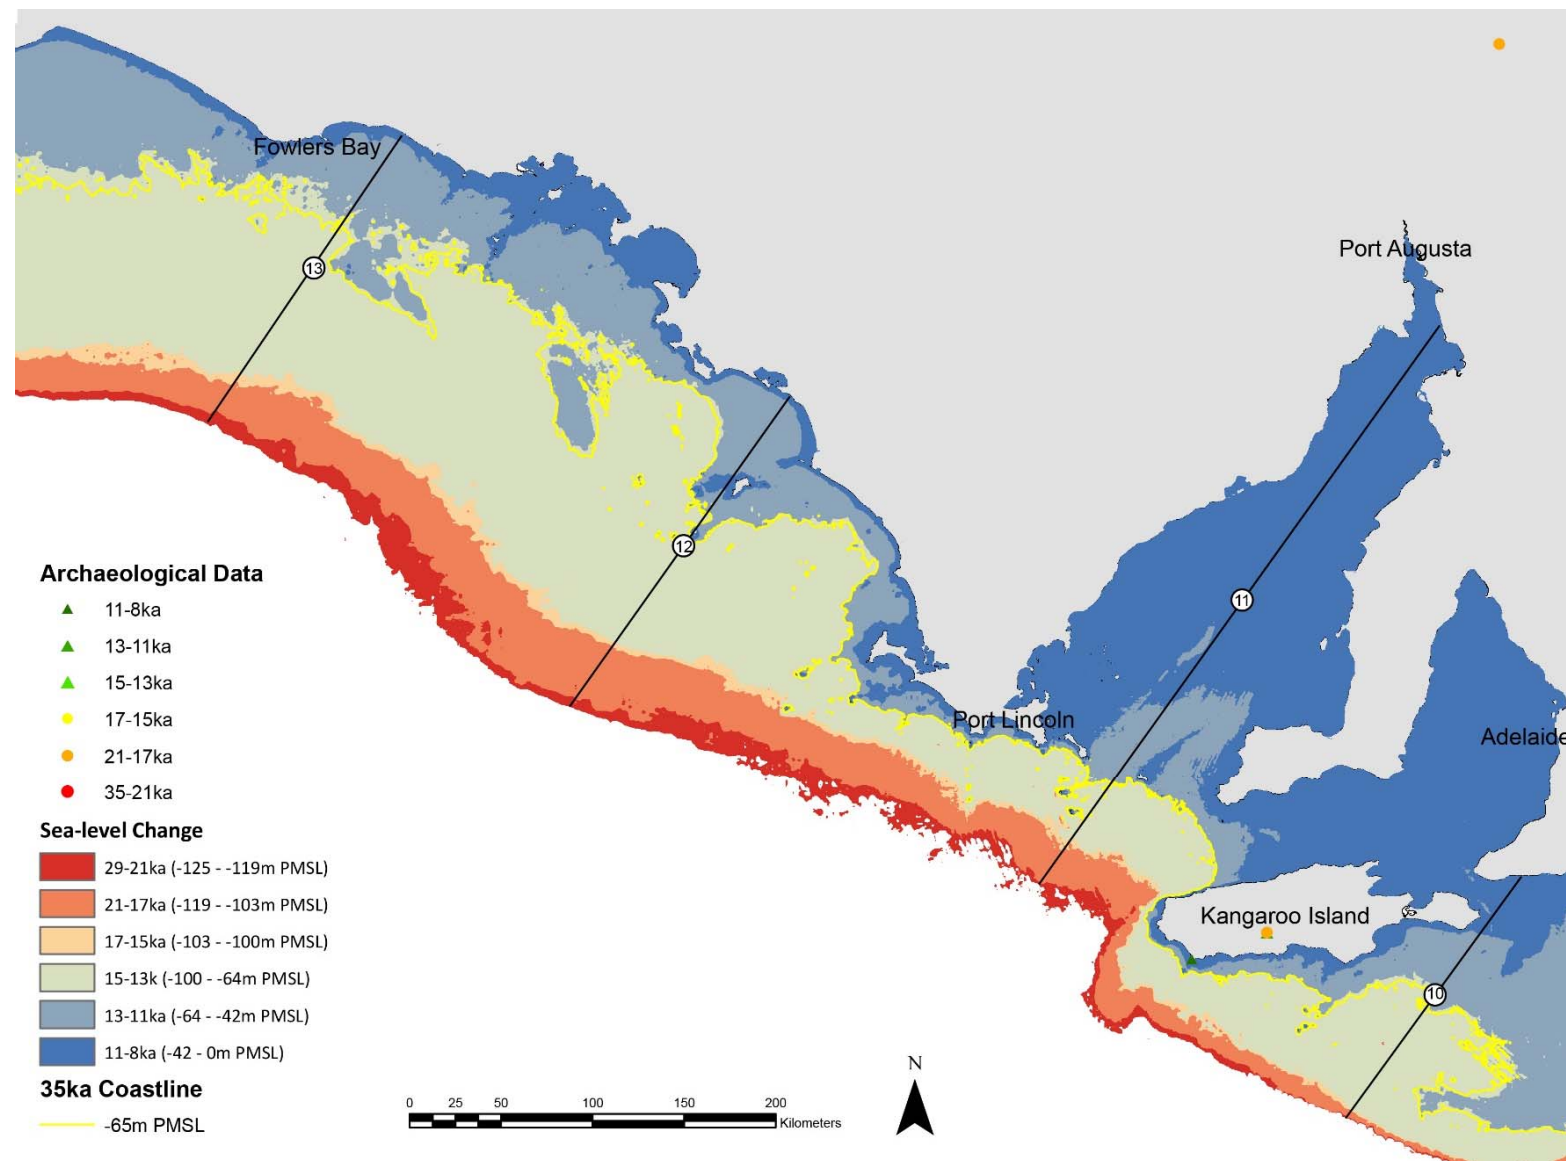 Fowlers Bay
13
Port Augusta
12
11
Port Lincoln
Adelaide
Kangaroo Island
10
Archaeological Data
11-8ka
13-11ka
15-13ka
17-15ka
21-17ka
35-21ka
Sea-level Change
29-21ka (-125 - -119m PMSL)
21-17ka (-119 - -103m PMSL)
17-15ka (-103 - -100m PMSL)
15-13k (-100 - -64m PMSL)
13-11ka (-64 - -42m PMSL)
11-8ka (-42 - 0m PMSL)
35ka Coastline
-65m PMSL
0 25 50 100 150 200
Kilometers
N